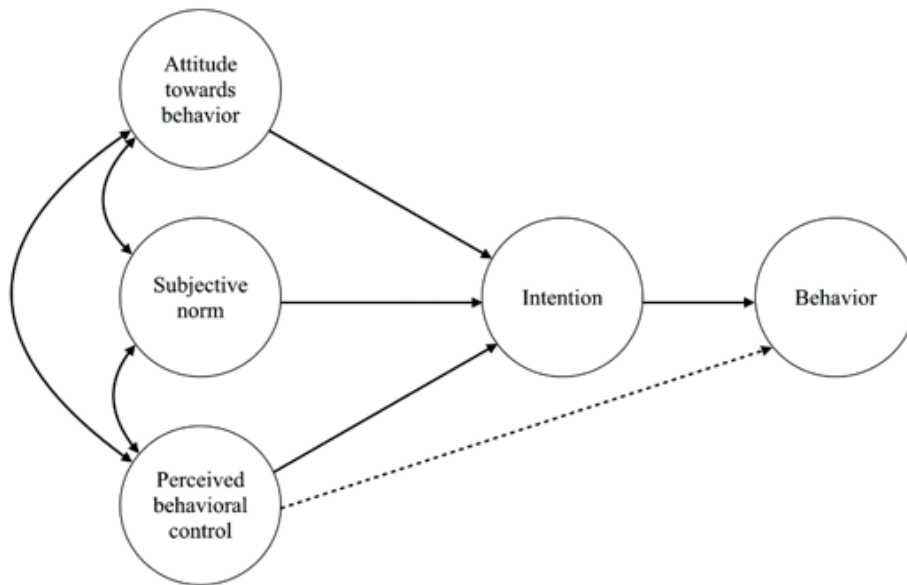 Attitude
towards
behavior
Subjective
norm
Intention
Behavior
Perceived
behavioral
control